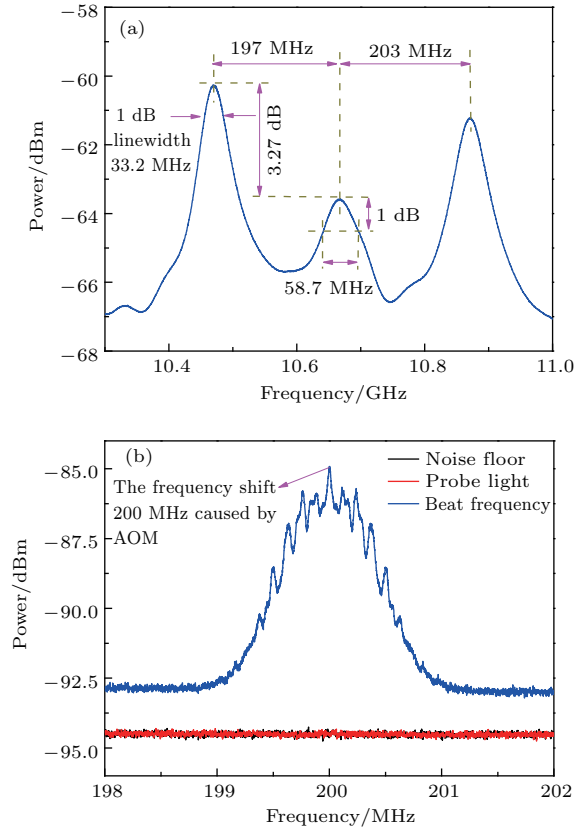 (a)
197 MHz
203 MHz
1 dB
linewidth
33.2 MHz
3.27 dB
1 dB
58.7 MHz
Power/dBm
−58
−60
−62
−64
−66
−68
10.4
10.6
10.8
11.0
Frequency/GHz
(b)
Noise floor
Probe light
Beat frequency
The frequency shift
200 MHz caused by
AOM
Power/dBm
−85.0
−87.5
−90.0
−92.5
−95.0
198
199
200
201
202
Frequency/MHz